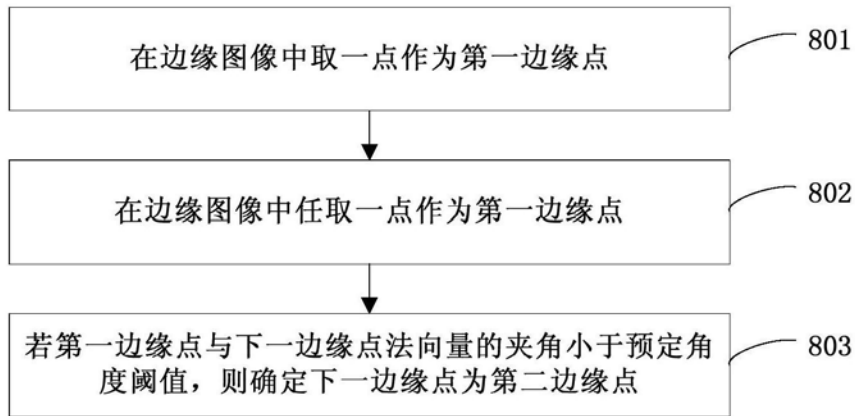 在边缘图像中取一点作为第一边缘点
801
在边缘图像中任取一点作为第一边缘点
802
若第一边缘点与下一边缘点法向量的夹角小于预定角
度阈值，则确定下一边缘点为第二边缘点
803